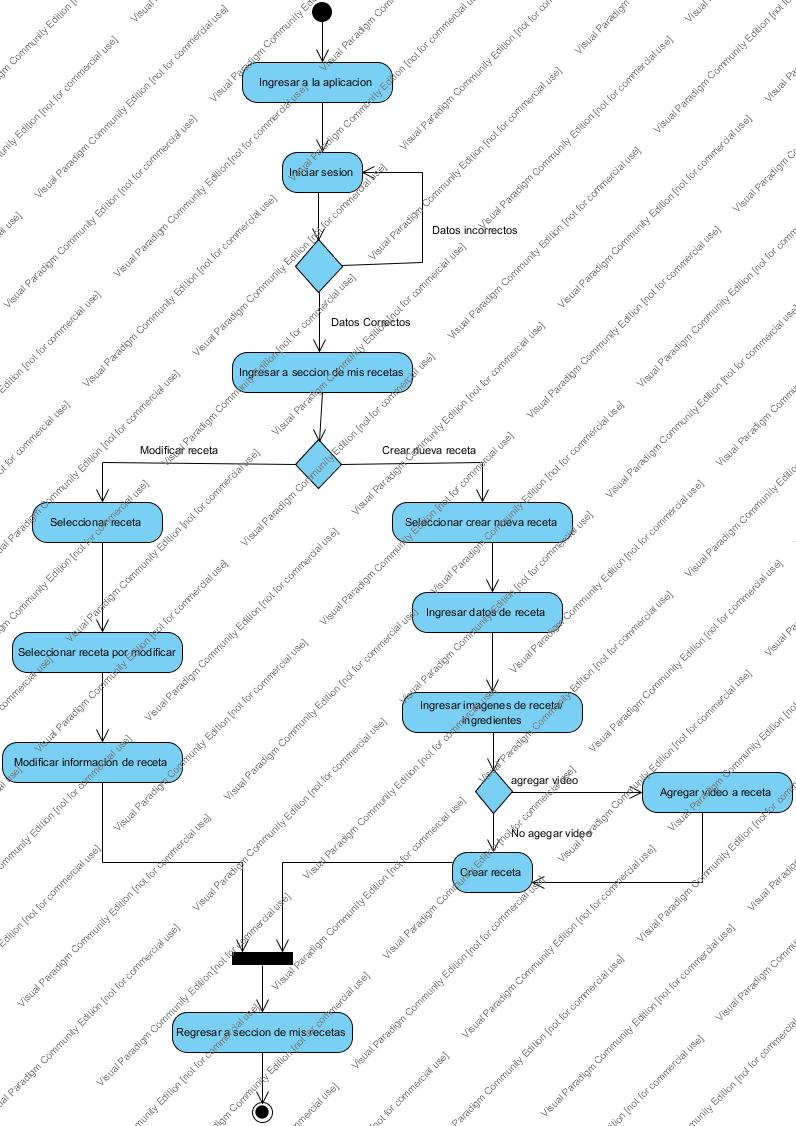 Ingresar a la aplicacion
Iniciar sesion
Datos incorrectos
Datos Correctos
Ingresar a seccion de mis recetas
Modificar receta
Crear nueva receta
Seleccionar receta
Seleccionar crear nueva receta
Ingresar datos de receta
Seleccionar receta por modificar
Ingresar imagenes de receta/
ingredientes
Modificar información de receta
agregar video
Agregar video a receta
No agegar video
Crear receta
Regresar a seccion de mis recetas
Visual Paradigm Community Edition [not for commercial use]